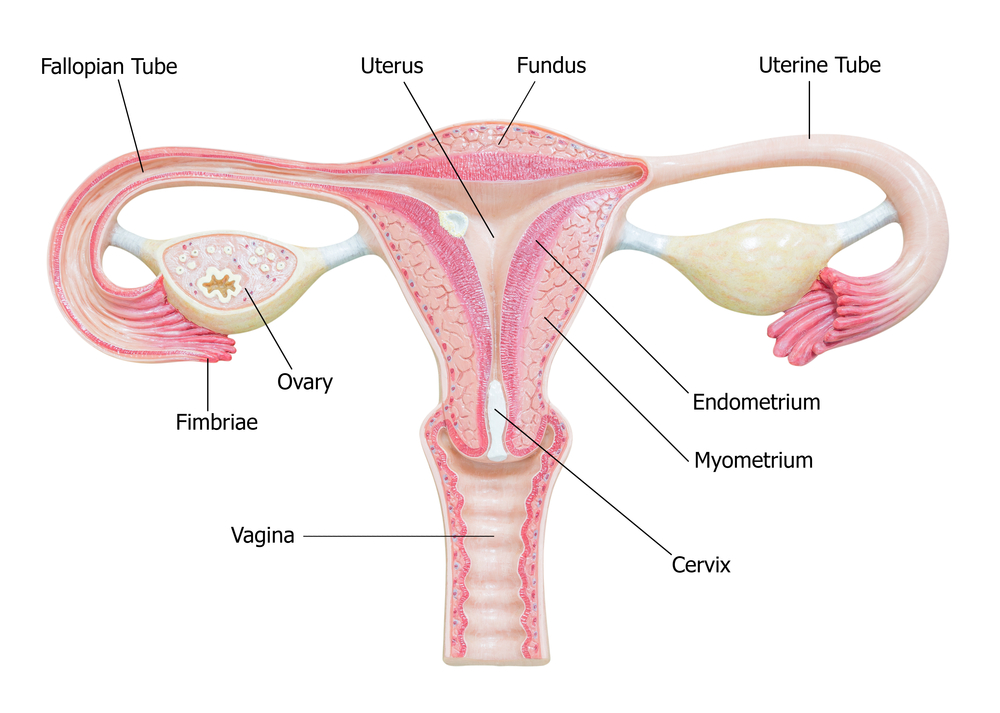 Fallopian Tube
Uterus
Fundus
Uterine Tube
Ovary
Fimbriae
Endometrium
Myometrium
Vagina
Cervix